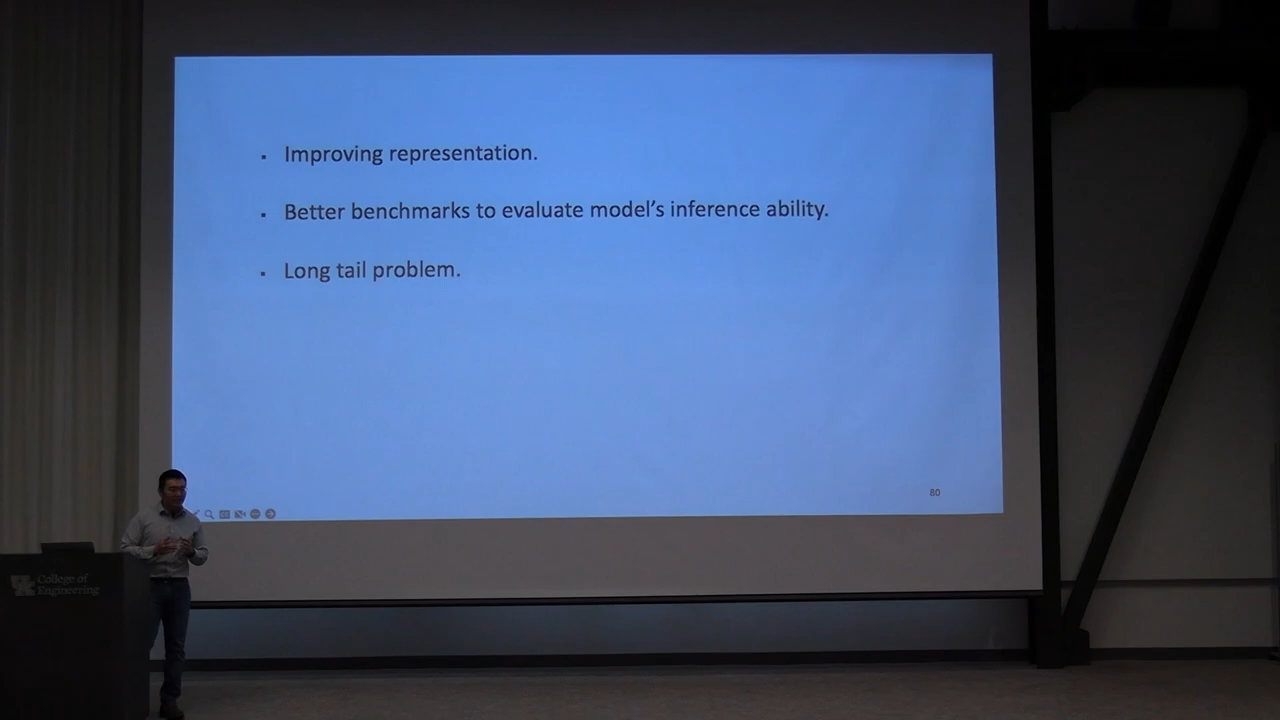 Improving representation.
Better benchmarks to evaluate model's inference ability.
Long tail problem.
80
College of
Engineering